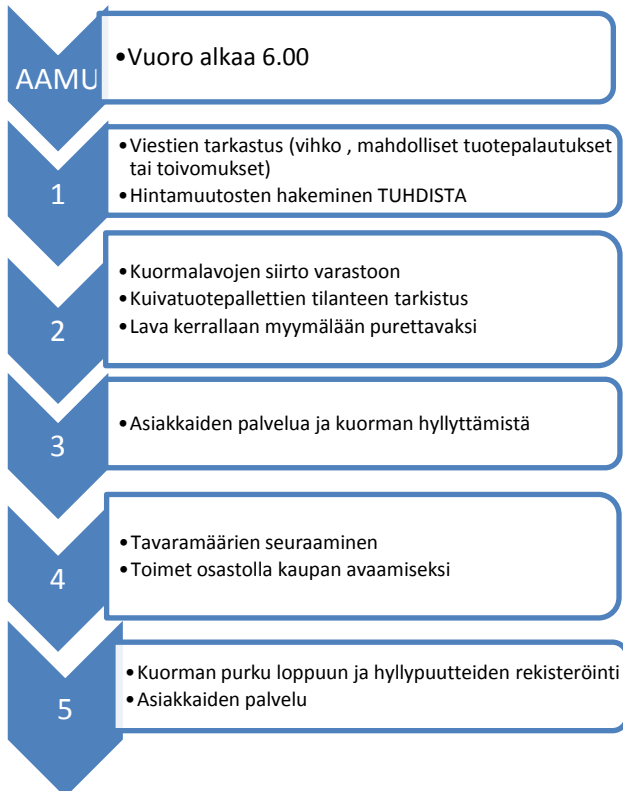 AAMU
•Vuoro alkaa 6.00
1
•Viestien tarkastus (vihko , mahdolliset tuotepalautukset
tai toivomukset)
•Hintamuutosten hakeminen TUHDISTA
2
•Kuormalavojen siirto varastoon
•Kuivatuotepallettien tilanteen tarkistus
•Lava kerrallaan myymälään purettavaksi
3
•Asiakkaiden palvelua ja kuorman hyllyttämistä
4
•Tavaramäärien seuraaminen
•Toimet osastolla kaupan avaamiseksi
5
•Kuorman purku loppuun ja hyllypuutteiden rekisteröinti
•Asiakkaiden palvelu